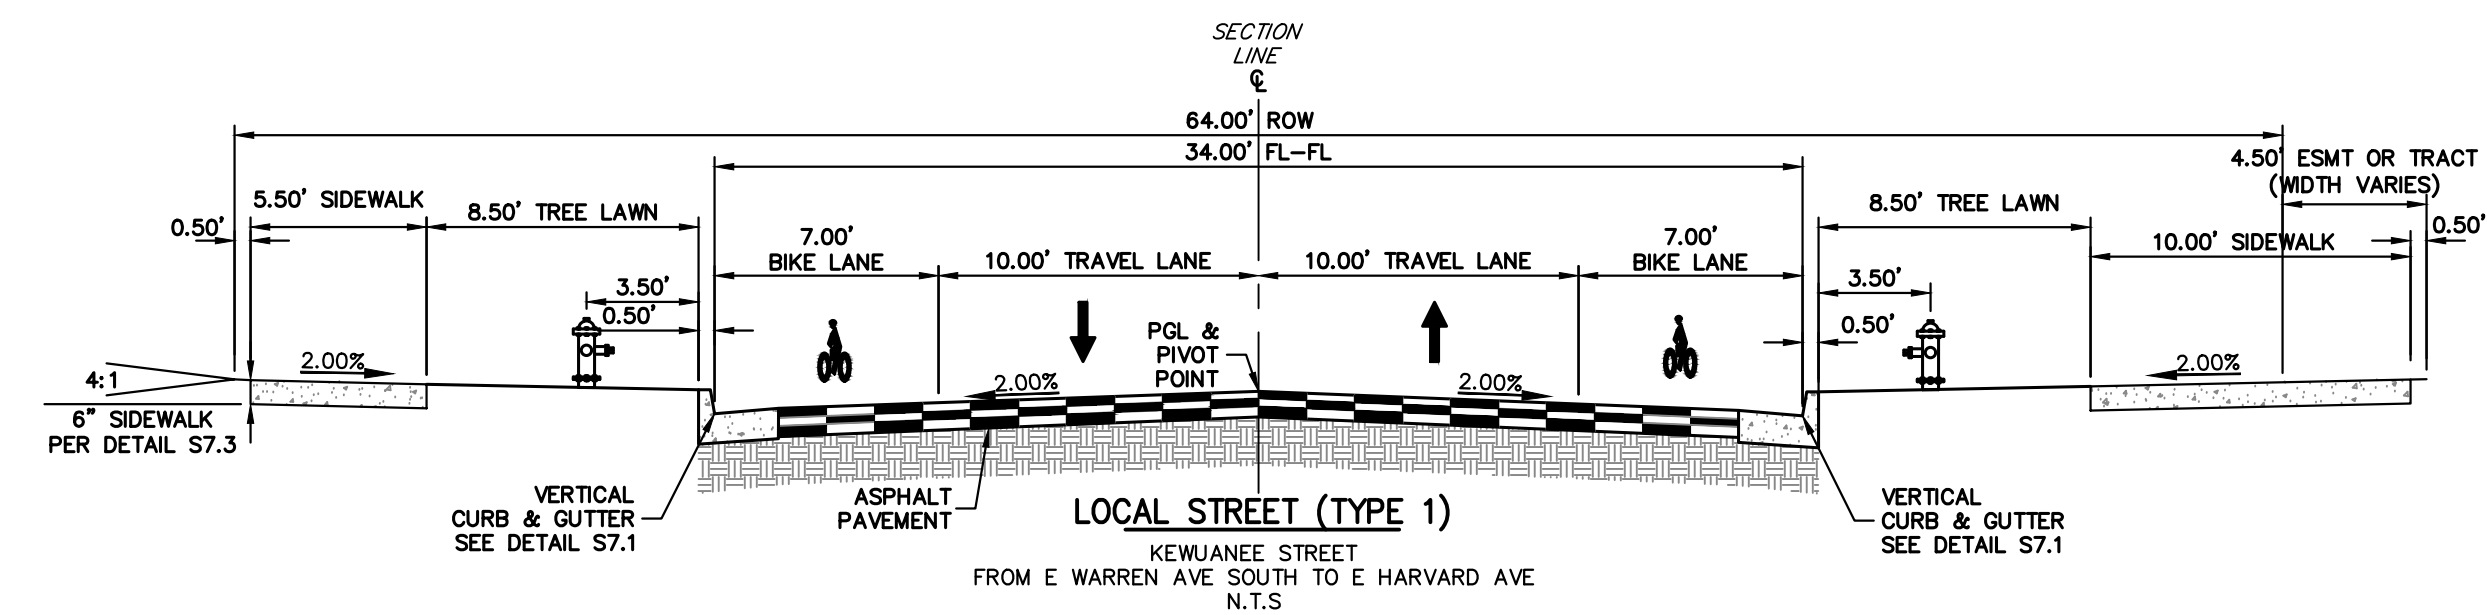 SECTION
LINE
℄
64.00' ROW
34.00' FL-FL
4.50' ESMT OR TRACT
(WIDTH VARIES)
5.50' SIDEWALK
8.50' TREE LAWN
8.50' TREE LAWN
0.50'
0.50'
7.00'
BIKE LANE
10.00' TRAVEL LANE
10.00' TRAVEL LANE
7.00'
BIKE LANE
10.00' SIDEWALK
3.50'
0.50'
3.50'
0.50'
PGL &
PIVOT
POINT
4:1
2.00%
2.00%
2.00%
2.00%
6" SIDEWALK
PER DETAIL S7.3
VERTICAL
CURB & GUTTER
SEE DETAIL S7.1
ASPHALT
PAVEMENT
VERTICAL
CURB & GUTTER
SEE DETAIL S7.1
LOCAL STREET (TYPE 1)
KEWUANEE STREET
FROM E WARREN AVE SOUTH TO E HARVARD AVE
N.T.S